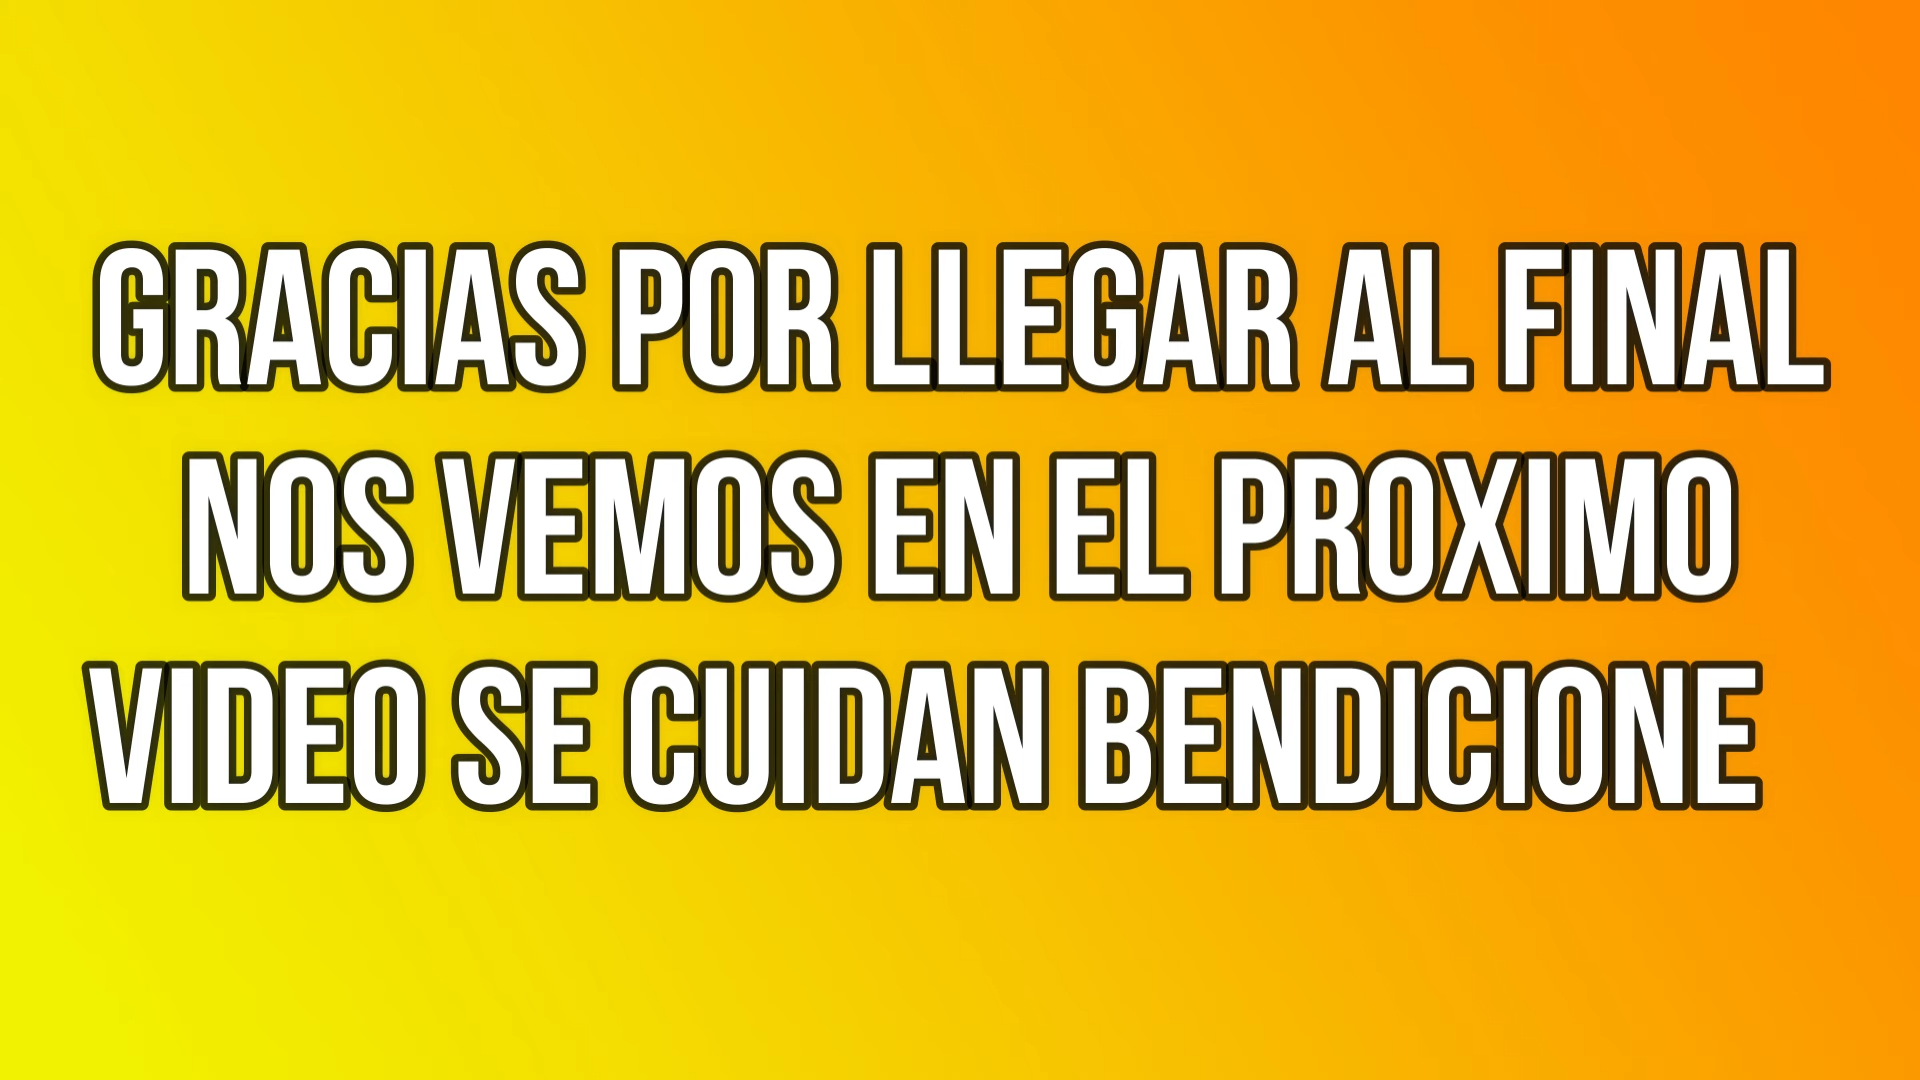 GRACIAS POR LLEGAR AL FINAL
NOS VEMOS EN EL PROXIMO
VIDEO SE CUIDAN BENDICIONE